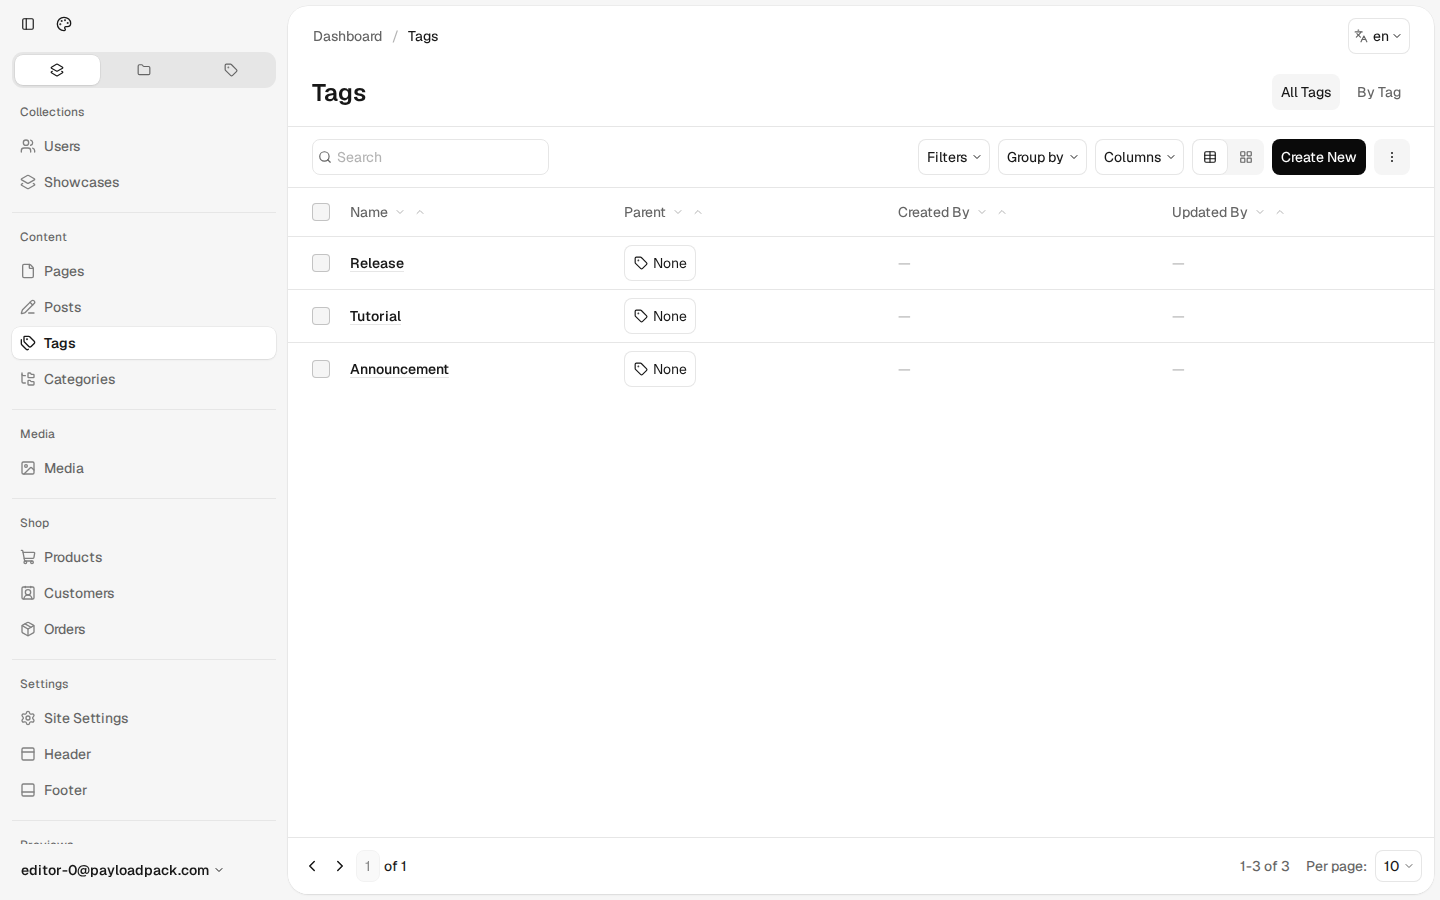 Collections
Users
Showcases
Content
Pages
Posts
Tags
Categories
Media
Media
Shop
Products
Customers
Orders
Settings
Site Settings
Header
Footer
editor-0@payloadpack.com
Dashboard / Tags
en
Tags
All Tags By Tag
Search
Filters Group by Columns Create New
Name Parent Created By Updated By
Release None — —
Tutorial None — —
Announcement None — —
1 of 1
1-3 of 3 Per page: 10